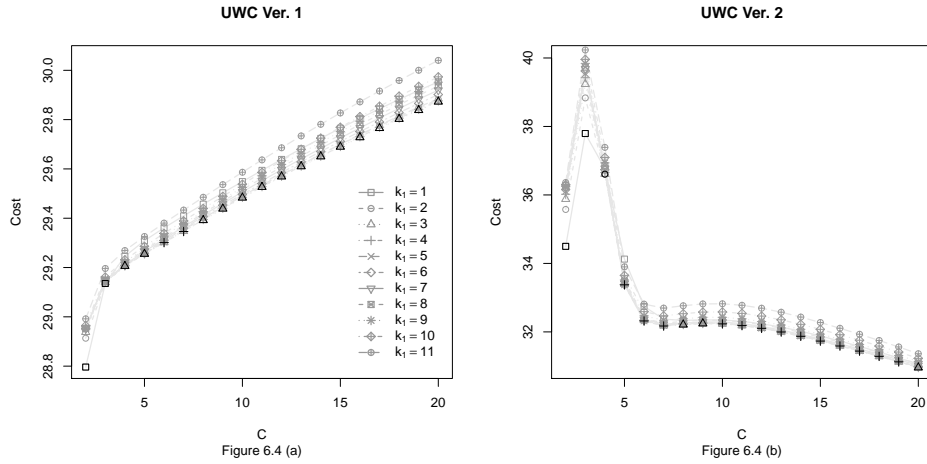 UWC Ver. 1
Cost
30.0
29.8
29.6
29.4
29.2
29.0
28.8
k₁ = 1
k₁ = 2
k₁ = 3
k₁ = 4
k₁ = 5
k₁ = 6
k₁ = 7
k₁ = 8
k₁ = 9
k₁ = 10
k₁ = 11
5 10 15 20
C
Figure 6.4 (a)
UWC Ver. 2
Cost
40
38
36
34
32
5 10 15 20
C
Figure 6.4 (b)